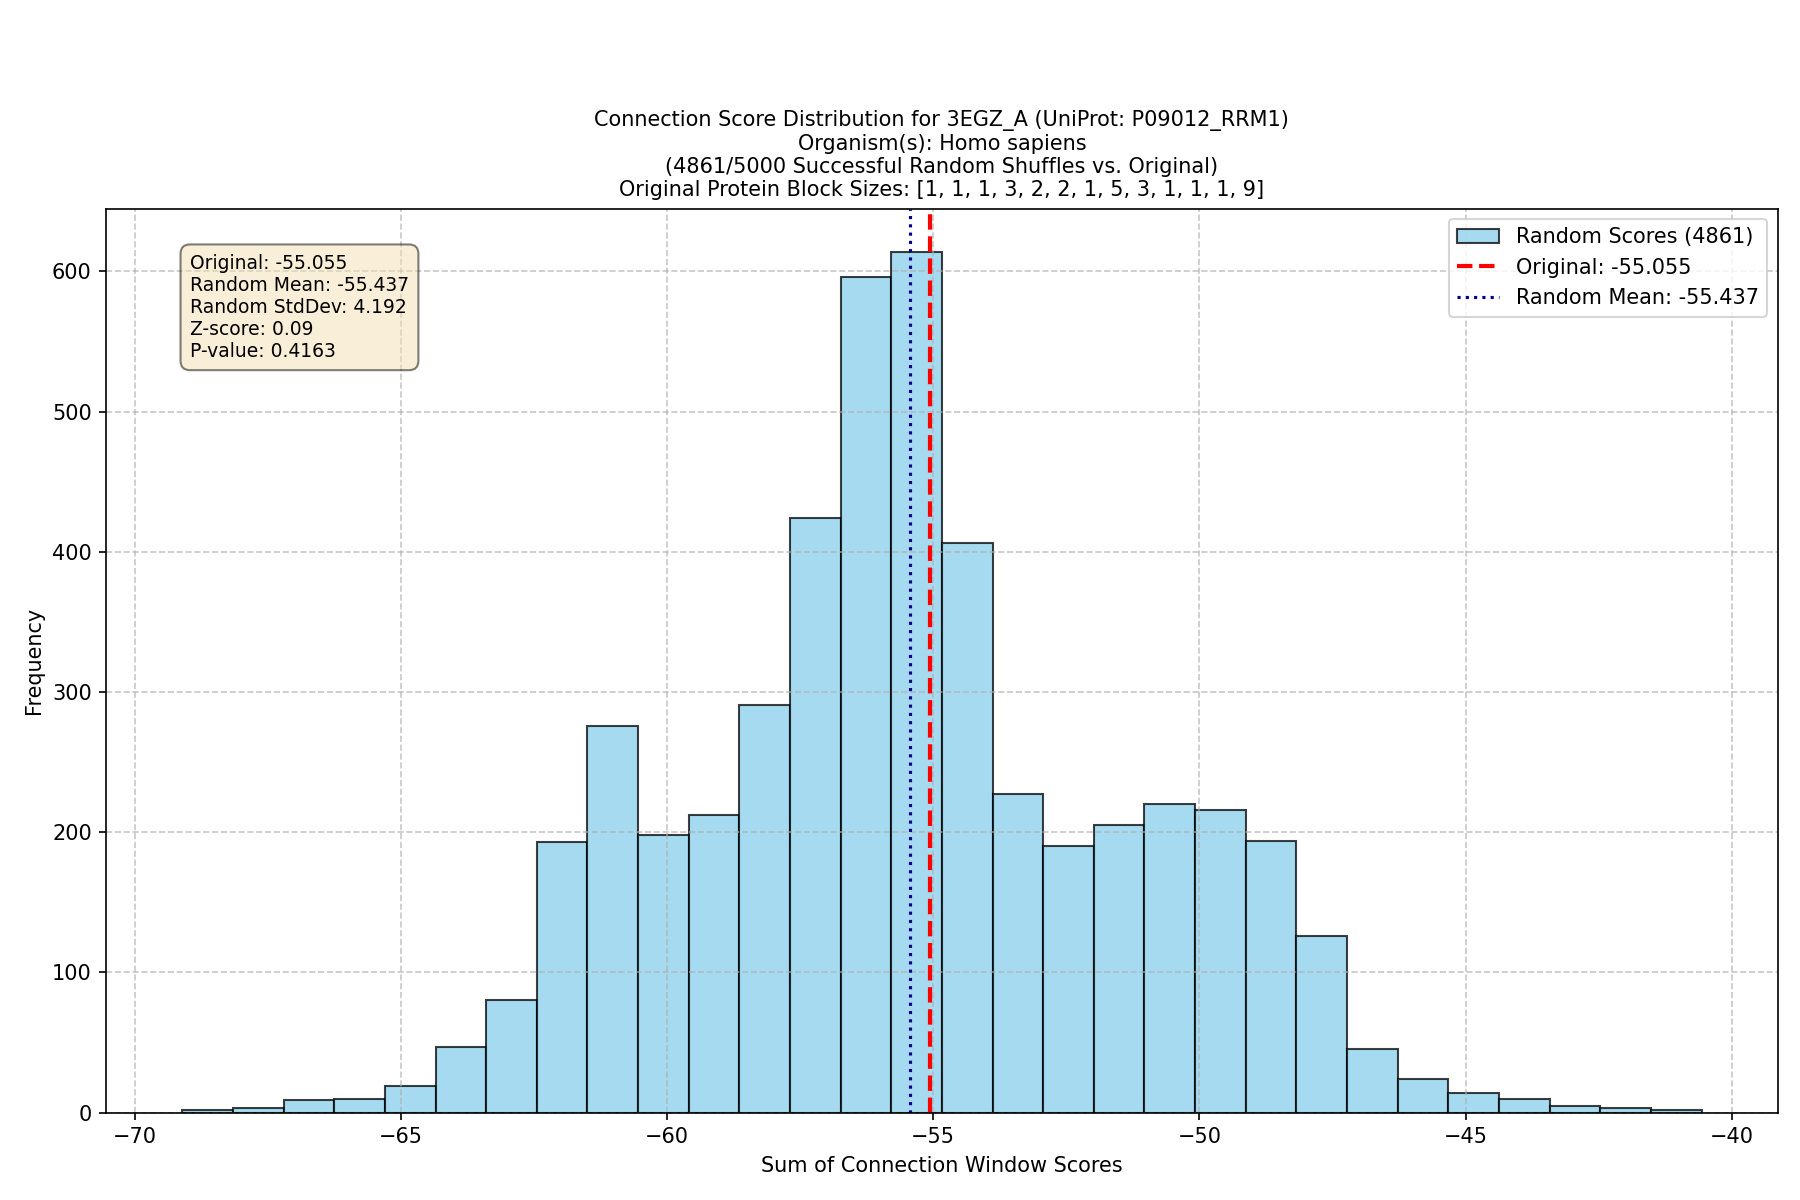 Connection Score Distribution for 3EGZ_A (UniProt: P09012_RRM1)
Organism(s): Homo sapiens
(4861/5000 Successful Random Shuffles vs. Original)
Original Protein Block Sizes: [1, 1, 1, 3, 2, 2, 1, 5, 3, 1, 1, 1, 9]
Original: -55.055
Random Mean: -55.437
Random StdDev: 4.192
Z-score: 0.09
P-value: 0.4163
Random Scores (4861)
Original: -55.055
Random Mean: -55.437
600
500
400
300
200
100
0
Frequency
−70 −65 −60 −55 −50 −45 −40
Sum of Connection Window Scores